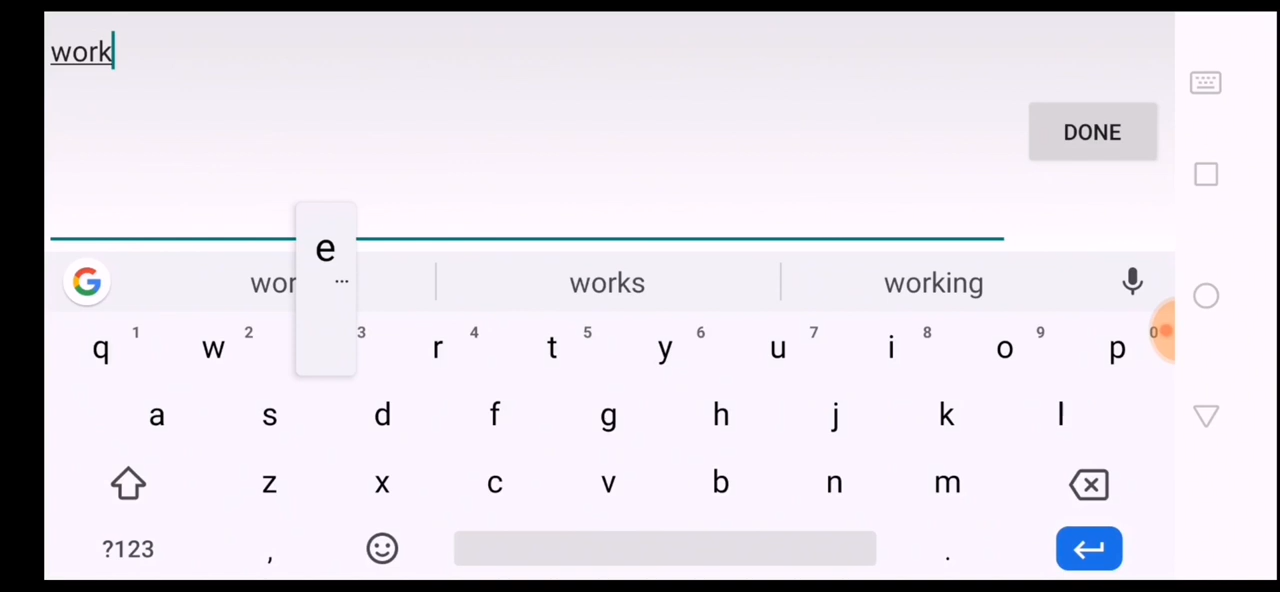 work
DONE
e
...
wor
works
working
1 2 3 4 5 6 7 8 9 0
q w r t y u i o p
a s d f g h j k l
z x c v b n m
?123 , .